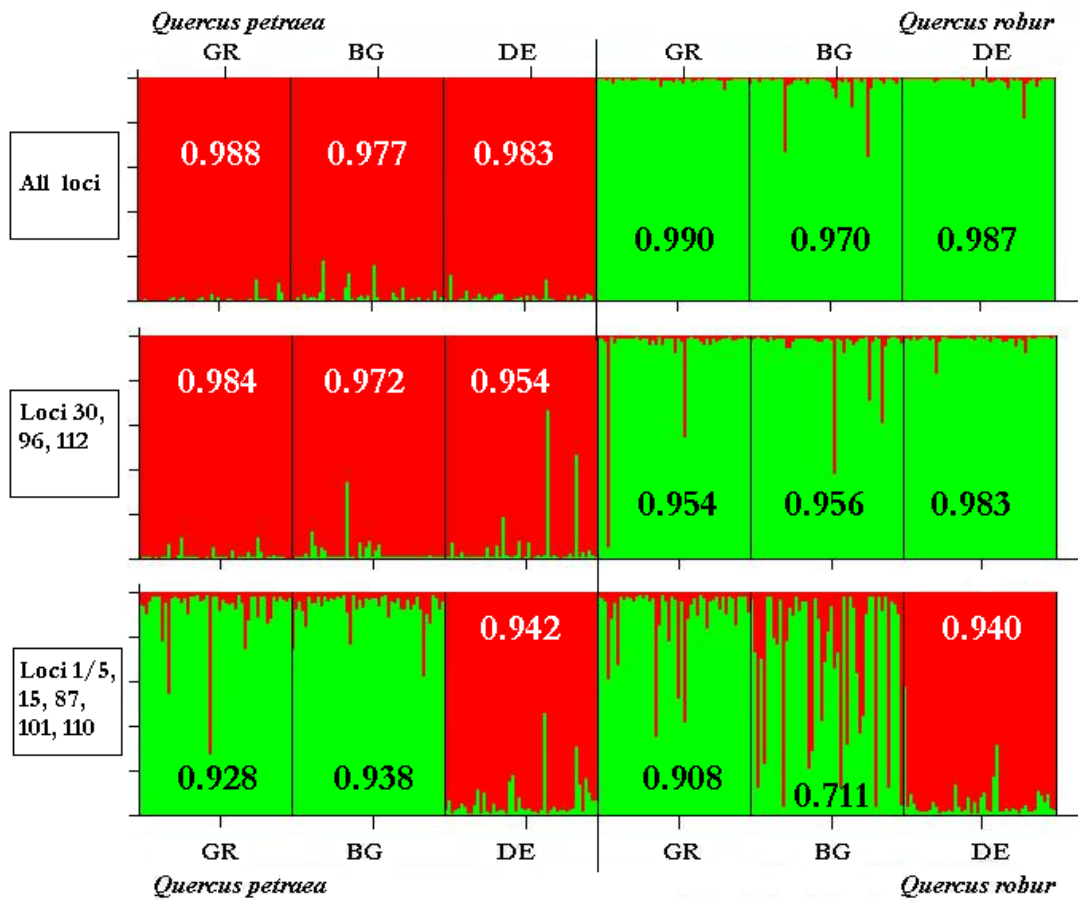 Quercus petraea Quercus robur
GR BG DE GR BG DE
All loci
0.988 0.977 0.983
0.990 0.970 0.987
Loci 30,
96, 112
0.984 0.972 0.954
0.954 0.956 0.983
Loci 1/5,
15, 87,
101, 110
0.942 0.940
0.928 0.938 0.908 0.711
GR BG DE GR BG DE
Quercus petraea Quercus robur